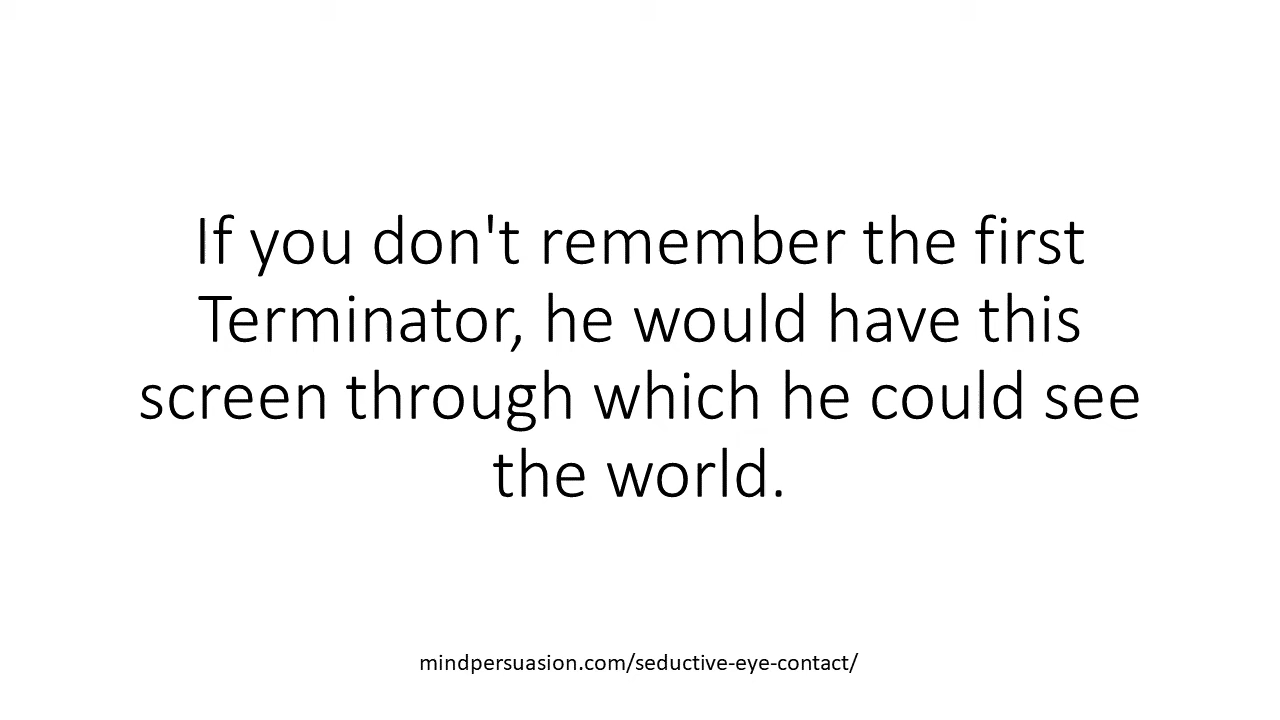 If you don't remember the first
Terminator, he would have this
screen through which he could see
the world.
mindpersuasion.com/seductive-eye-contact/